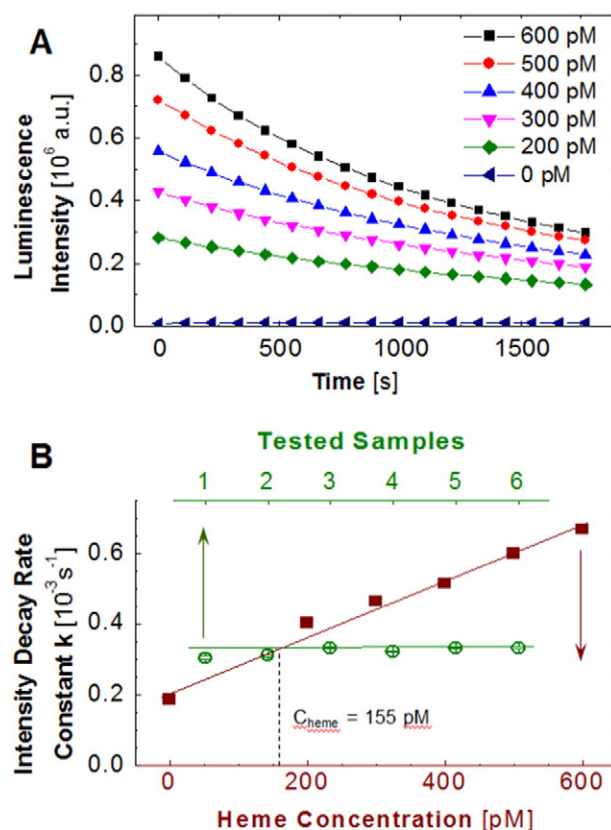 A
Luminescence
Intensity [10⁶ a.u.]
0.8
0.6
0.4
0.2
0.0
600 pM
500 pM
400 pM
300 pM
200 pM
0 pM
0 500 1000 1500
Time [s]
B
Tested Samples
1 2 3 4 5 6
Intensity Decay Rate
Constant k [10⁻³ s⁻¹]
0.6
0.4
0.2
0.0
Cheme = 155 pM
0 200 400 600
Heme Concentration [pM]